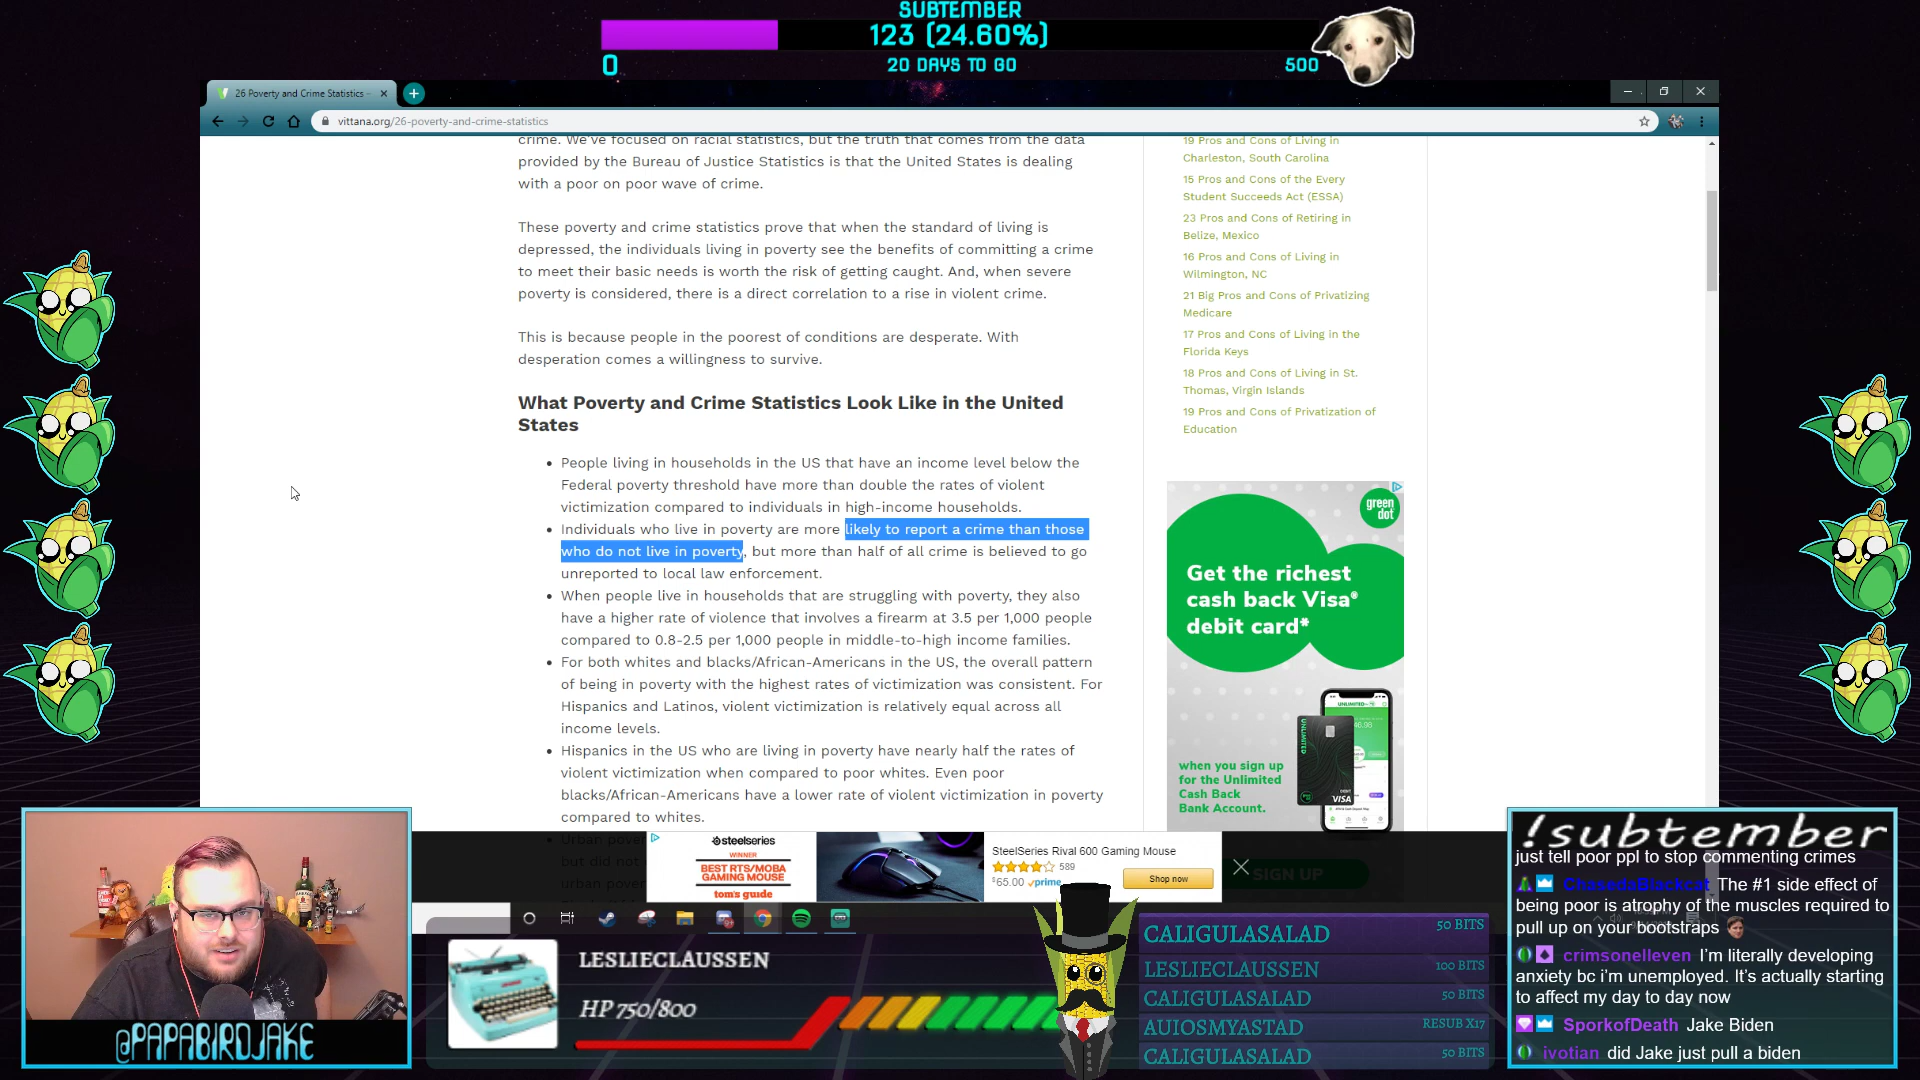 SUBTEMBER
123 (24.60%)
0
20 DAYS TO GO
500
26 Poverty and Crime Statistics -
vittana.org/26-poverty-and-crime-statistics
crime. We've focused on racial statistics, but the truth that comes from the data
provided by the Bureau of Justice Statistics is that the United States is dealing
with a poor on poor wave of crime.
These poverty and crime statistics prove that when the standard of living is
depressed, the individuals living in poverty see the benefits of committing a crime
to meet their basic needs is worth the risk of getting caught. And, when severe
poverty is considered, there is a direct correlation to a rise in violent crime.
This is because people in the poorest of conditions are desperate. With
desperation comes a willingness to survive.
What Poverty and Crime Statistics Look Like in the United
States
People living in households in the US that have an income level below the
Federal poverty threshold have more than double the rates of violent
victimization compared to individuals in high-income households.
Individuals who live in poverty are more likely to report a crime than those
who do not live in poverty, but more than half of all crime is believed to go
unreported to local law enforcement.
When people live in households that are struggling with poverty, they also
have a higher rate of violence that involves a firearm at 3.5 per 1,000 people
compared to 0.8-2.5 per 1,000 people in middle-to-high income families.
For both whites and blacks/African-Americans in the US, the overall pattern
of being in poverty with the highest rates of victimization was consistent. For
Hispanics and Latinos, violent victimization is relatively equal across all
income levels.
Hispanics in the US who are living in poverty have nearly half the rates of
violent victimization when compared to poor whites. Even poor
blacks/African-Americans have a lower rate of violent victimization in poverty
compared to whites.
Urban pover
but did not
urban pover
19 Pros and Cons of Living in
Charleston, South Carolina
15 Pros and Cons of the Every
Student Succeeds Act (ESSA)
23 Pros and Cons of Retiring in
Belize, Mexico
16 Pros and Cons of Living in
Wilmington, NC
21 Big Pros and Cons of Privatizing
Medicare
17 Pros and Cons of Living in the
Florida Keys
18 Pros and Cons of Living in St.
Thomas, Virgin Islands
19 Pros and Cons of Privatization of
Education
green
dot
Get the richest
cash back Visa®
debit card*
when you sign up
for the Unlimited
Cash Back
Bank Account.
UNLIMITED
VISA
SIGN UP
steelseries
WINNER
BEST RTS/MOBA
GAMING MOUSE
tom's guide
SteelSeries Rival 600 Gaming Mouse
589
$65.00 prime
Shop now
@PAPABIRDJAKE
LESLIECLAUSSEN
HP 750/800
CALIGULASALAD 50 BITS
LESLIECLAUSSEN 100 BITS
CALIGULASALAD 50 BITS
AUIOSMYASTAD RESUB X17
CALIGULASALAD 50 BITS
!subtember
just tell poor ppl to stop commenting crimes
ChasedaBlackcat The #1 side effect of
being poor is atrophy of the muscles required to
pull up on your bootstraps
crimsonelleven I'm literally developing
anxiety bc i'm unemployed. It's actually starting
to affect my day to day now
SporkofDeath Jake Biden
ivotian did Jake just pull a biden